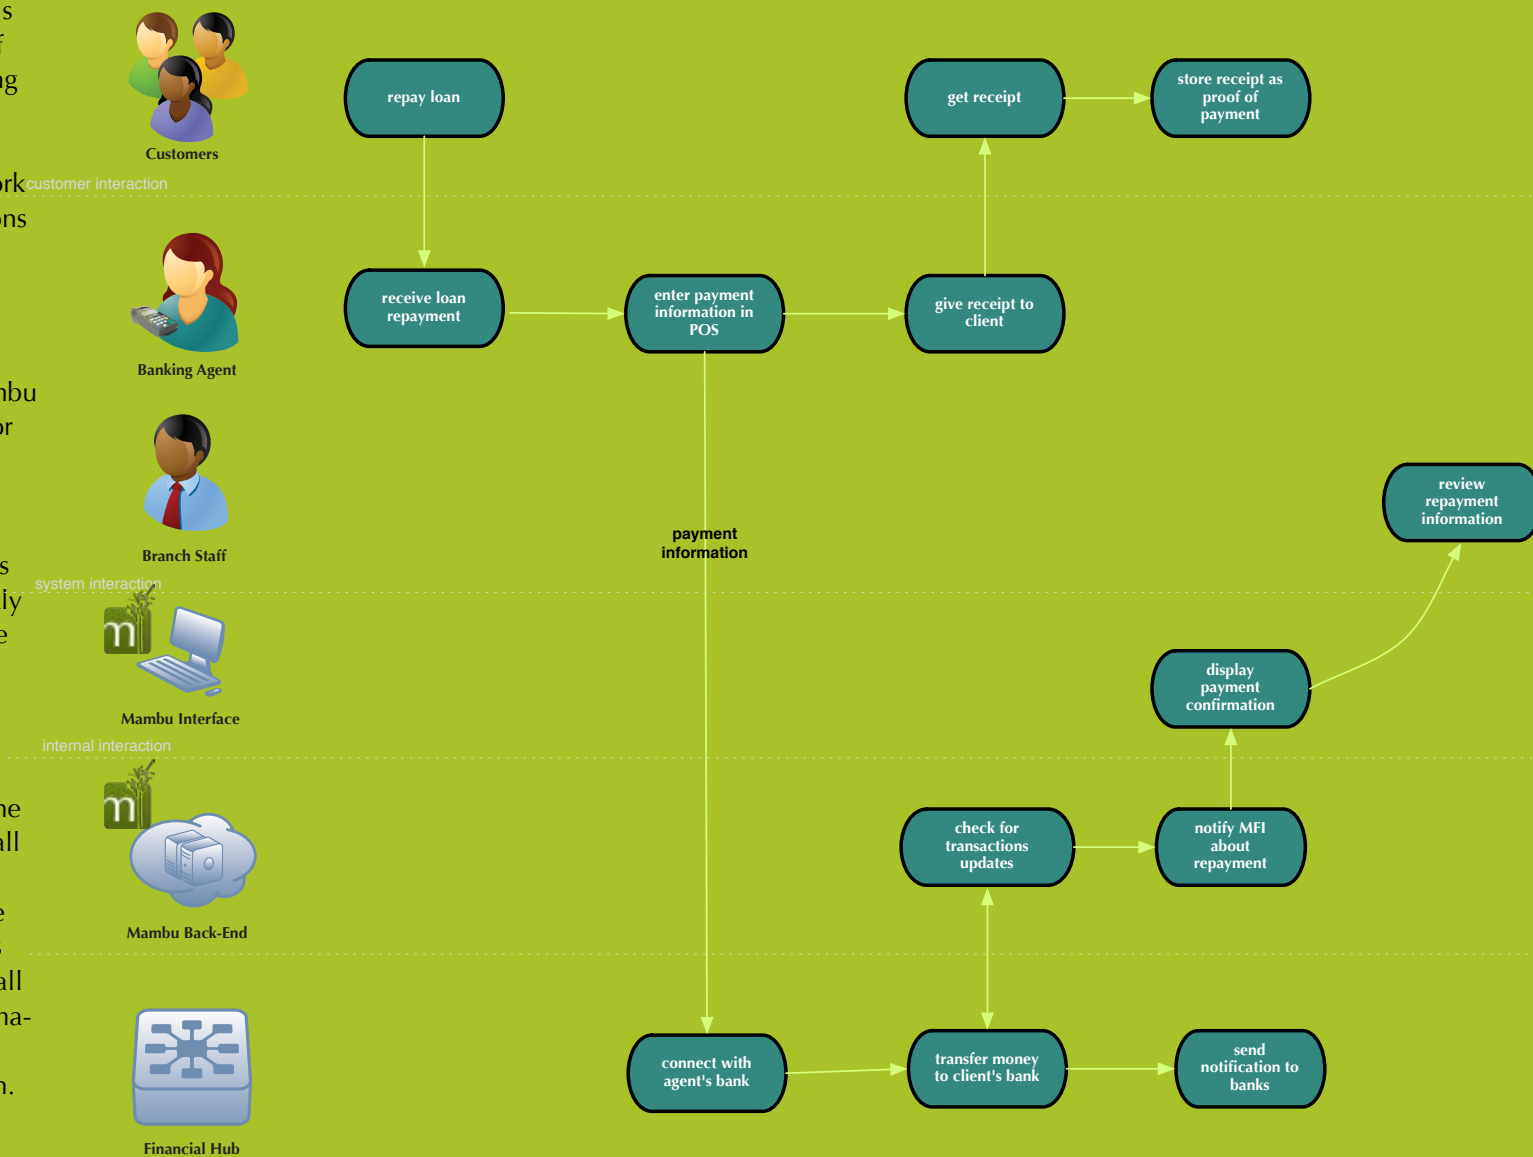 s
f
ng
ork
ons
mbu
or
s
ly
e
ne
all
e
s
all
na-
n.
Customers
repay loan
get receipt
store receipt as
proof of
payment
customer interaction
Banking Agent
receive loan
repayment
enter payment
information in
POS
give receipt to
client
Branch Staff
payment
information
review
repayment
information
system interaction
m
Mambu Interface
display
payment
confirmation
internal interaction
m
Mambu Back-End
check for
transactions
updates
notify MFI
about
repayment
Financial Hub
connect with
agent's bank
transfer money
to client's bank
send
notification to
banks